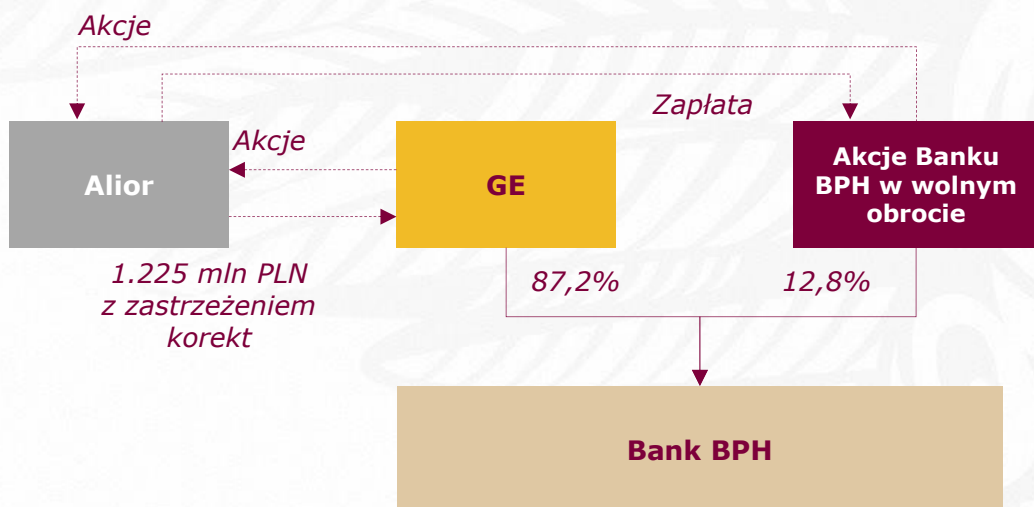 Akcje
Zapłata
Alior
Akcje
GE
Akcje Banku
BPH w wolnym
obrocie
1.225 mln PLN
z zastrzeżeniem
korekt
87,2%
12,8%
Bank BPH